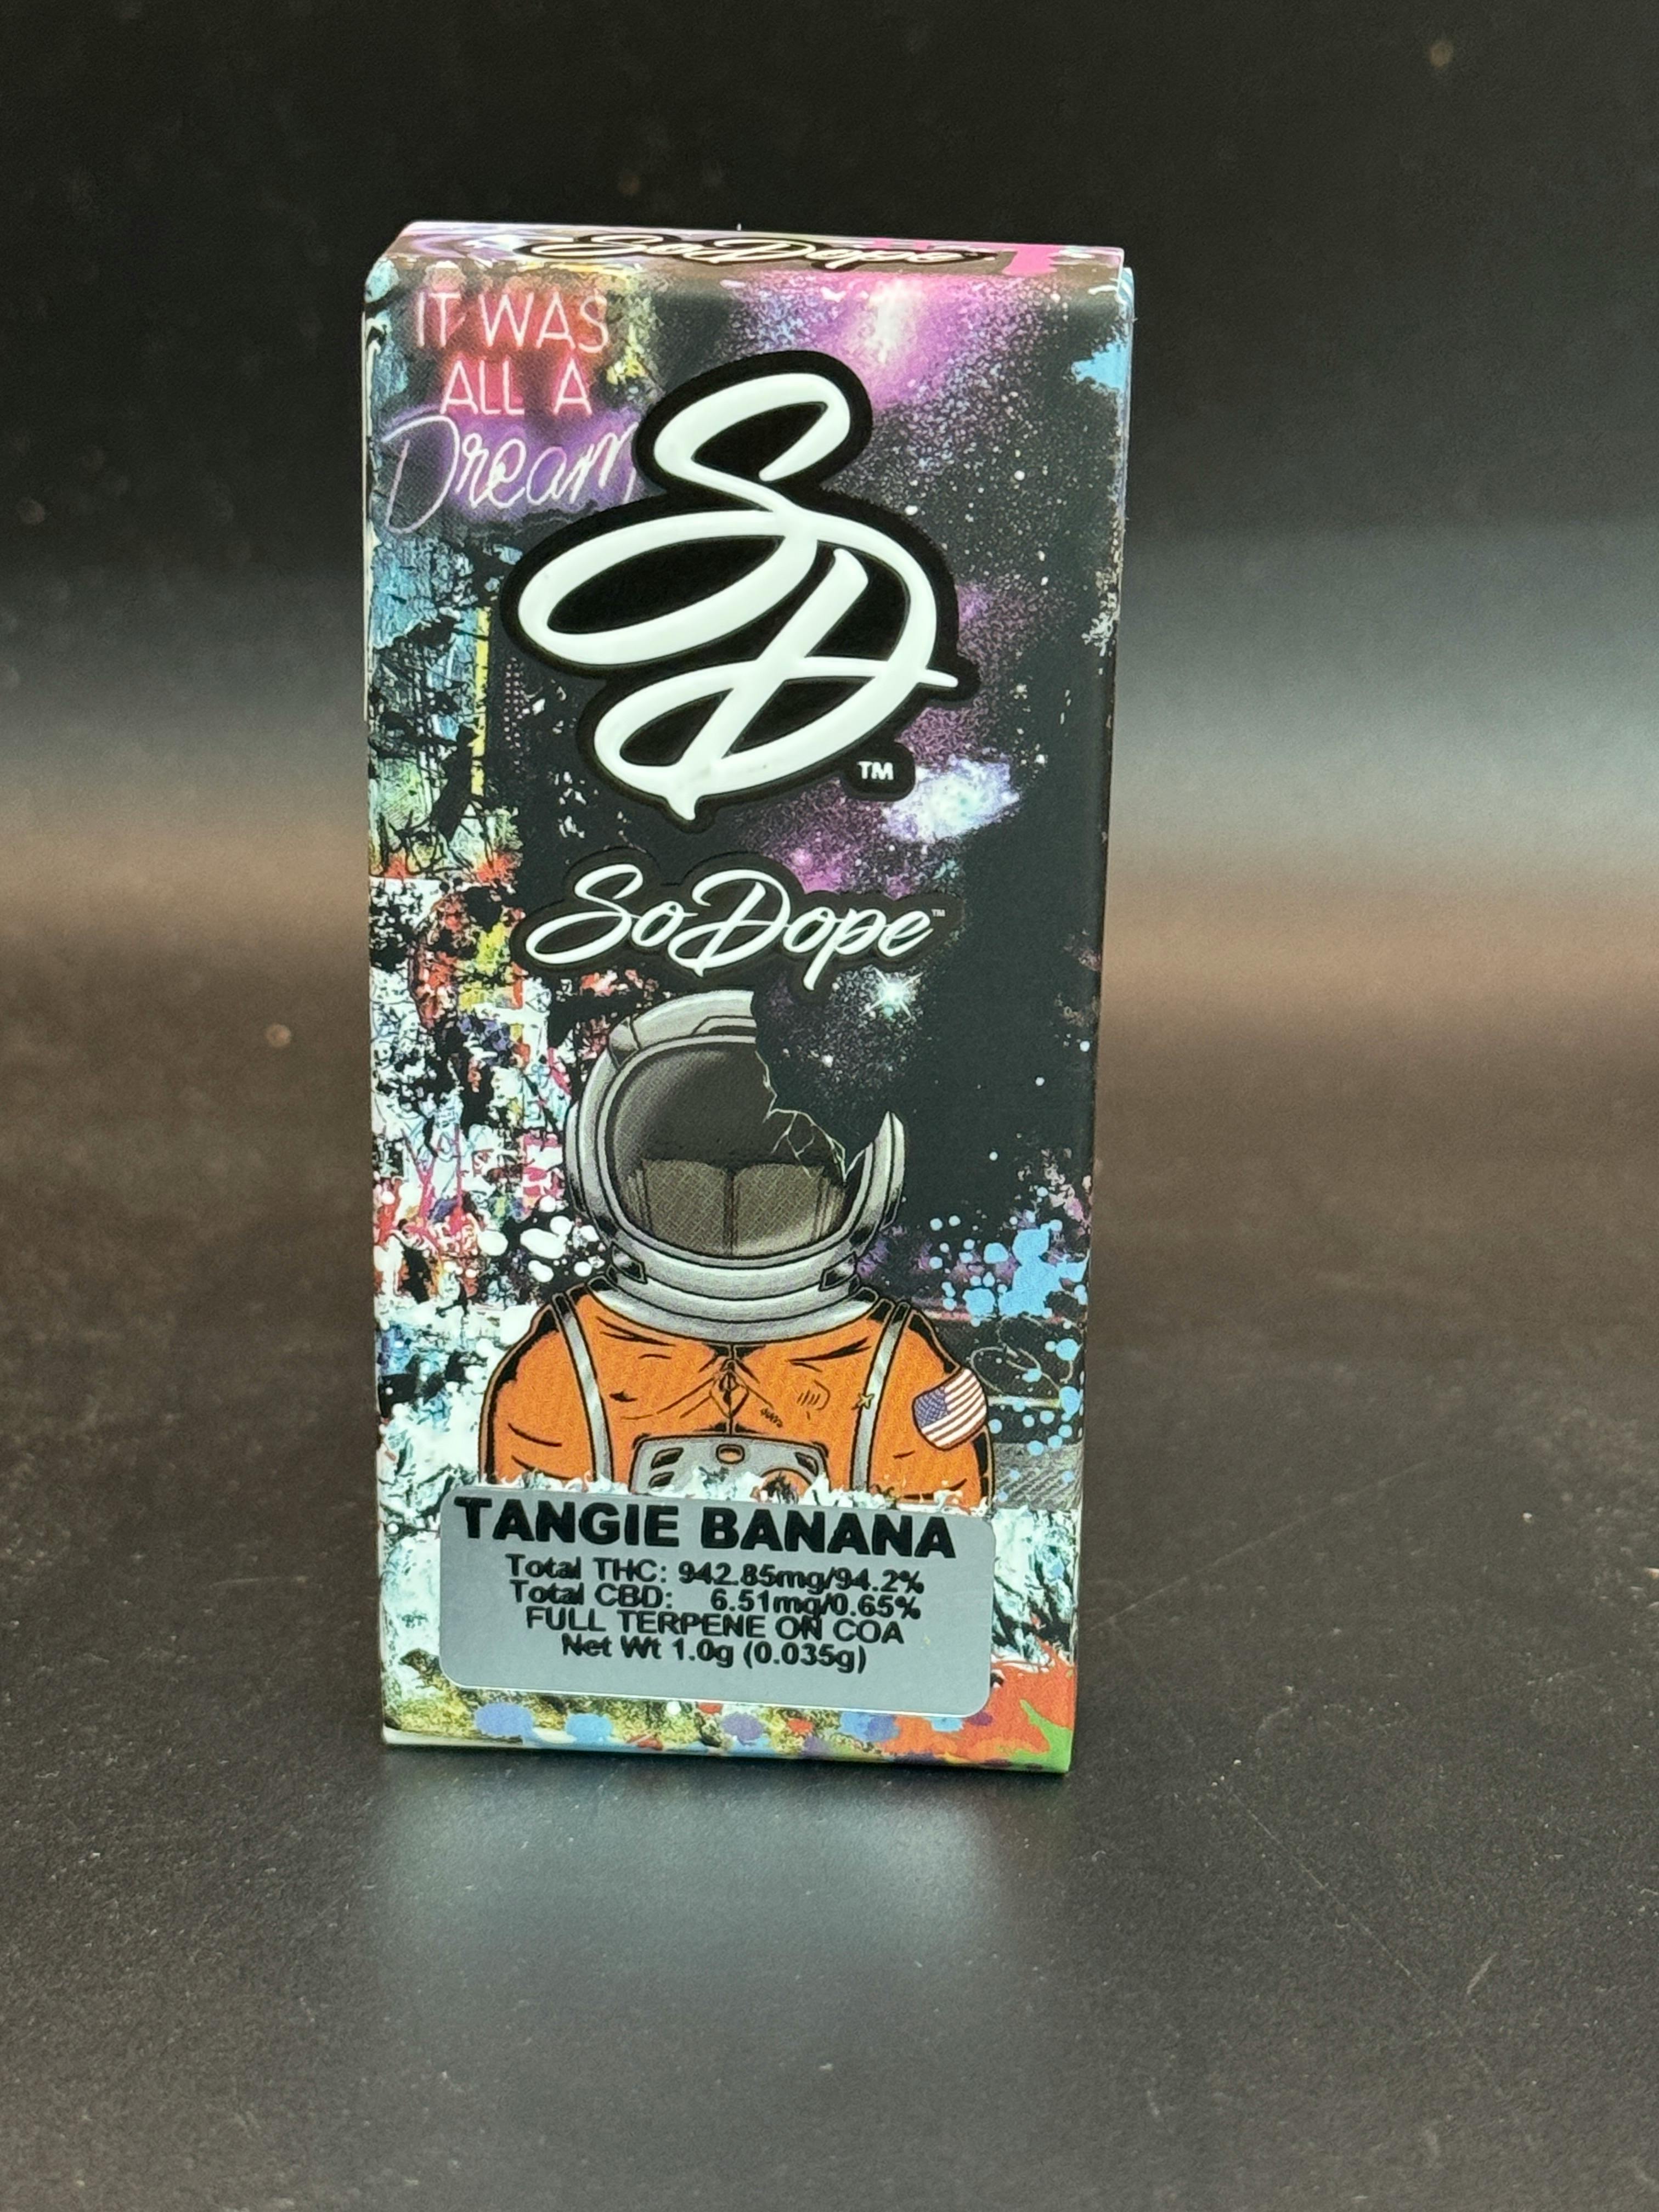 SoDope
IT WAS
ALL A
Dream
SD
TM
SoDope™
TANGIE BANANA
Total THC: 942.85mg/94.2%
Total CBD: 6.51mg/0.65%
FULL TERPENE ON COA
Net Wt 1.0g (0.035g)